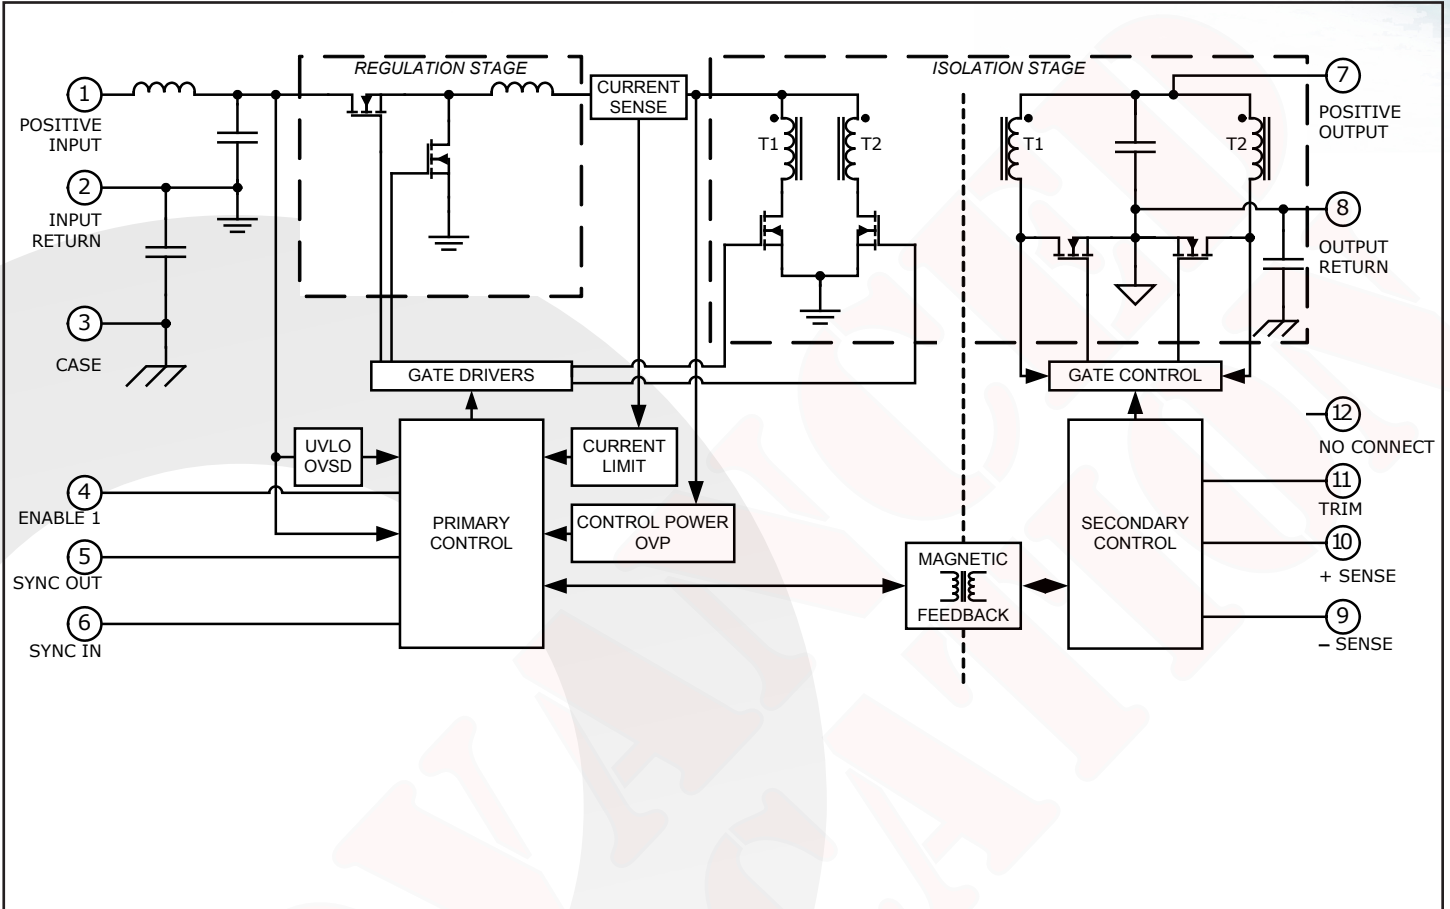 REGULATION STAGE
ISOLATION STAGE
1
POSITIVE
INPUT
CURRENT
SENSE
7
POSITIVE
OUTPUT
T1
T2
T1
T2
2
INPUT
RETURN
8
OUTPUT
RETURN
3
CASE
GATE DRIVERS
GATE CONTROL
12
NO CONNECT
UVLO
OVSD
CURRENT
LIMIT
4
ENABLE 1
11
TRIM
PRIMARY
CONTROL
CONTROL POWER
OVP
SECONDARY
CONTROL
5
SYNC OUT
10
+ SENSE
MAGNETIC
FEEDBACK
6
SYNC IN
9
– SENSE